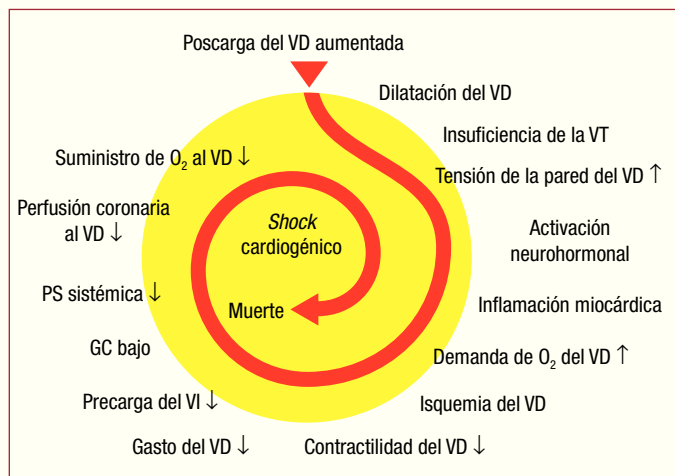 Poscarga del VD aumentada
Dilatación del VD
Insuficiencia de la VT
Tensión de la pared del VD ↑
Activación
neurohormonal
Inflamación miocárdica
Demanda de O₂ del VD ↑
Isquemia del VD
Contractilidad del VD ↓
Gasto del VD ↓
Precarga del VI ↓
GC bajo
PS sistémica ↓
Perfusión coronaria
al VD ↓
Suministro de O₂ al VD ↓
Shock
cardiogénico
Muerte